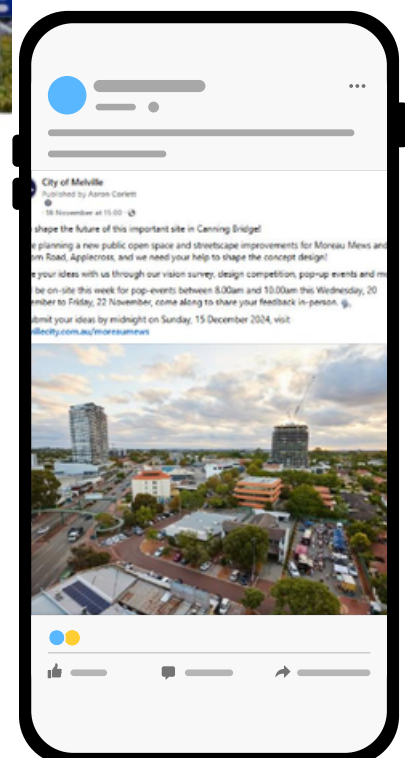 City of Melville
Published by Aaron Corlett
18 November at 15:00
shape the future of this important site in Canning Bridge!
e planning a new public open space and streetscape improvements for Moreau Mews and
om Road, Applecross, and we need your help to shape the concept design!
e your ideas with us through our vision survey, design competition, pop-up events and m
be on-site this week for pop-events between 8.00am and 10.00am this Wednesday, 20
ember to Friday, 22 November, come along to share your feedback in-person.
ubmit your ideas by midnight on Sunday, 15 December 2024, visit
villecity.com.au/moreaumews